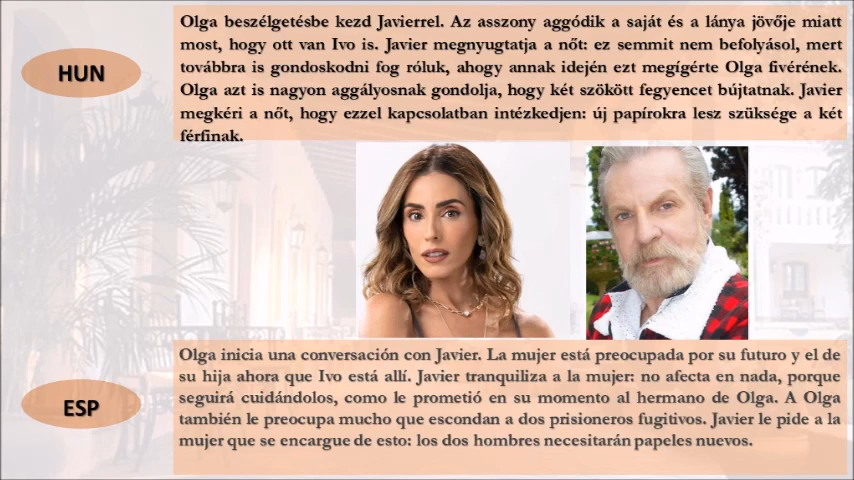 HUN
Olga beszélgetésbe kezd Javierrel. Az asszony aggódik a saját és a lánya jövője miatt
most, hogy ott van Ivo is. Javier megnyugtatja a nőt: ez semmit nem befolyásol, mert
továbbra is gondoskodni fog róluk, ahogy annak idején ezt megígérte Olga fivérének.
Olga azt is nagyon aggályosnak gondolja, hogy két szökött fegyencet bújtatnak. Javier
megkéri a nőt, hogy ezzel kapcsolatban intézkedjen: új papírokra lesz szüksége a két
férfinak.
Olga inicia una conversación con Javier. La mujer está preocupada por su futuro y el de
su hija ahora que Ivo está allí. Javier tranquiliza a la mujer: no afecta en nada, porque
seguirá cuidándolos, como le prometió en su momento al hermano de Olga. A Olga
también le preocupa mucho que escondan a dos prisioneros fugitivos. Javier le pide a la
mujer que se encargue de esto: los dos hombres necesitarán papeles nuevos.
ESP